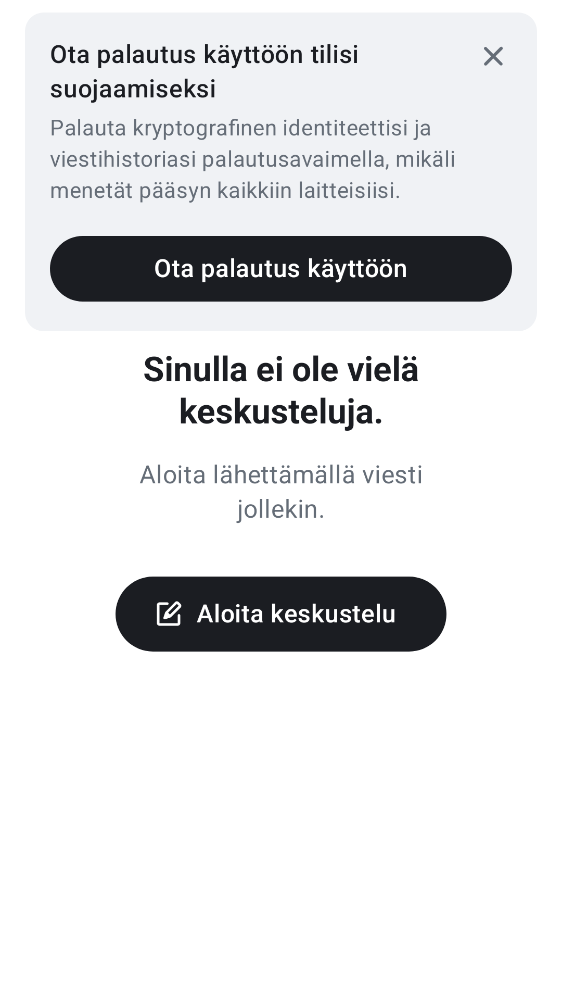 Ota palautus käyttöön tilisi
suojaamiseksi
Palauta kryptografinen identiteettisi ja
viestihistoriasi palautusavaimella, mikäli
menetät pääsyn kaikkiin laitteisiisi.
Ota palautus käyttöön
Sinulla ei ole vielä
keskusteluja.
Aloita lähettämällä viesti
jollekin.
Aloita keskustelu